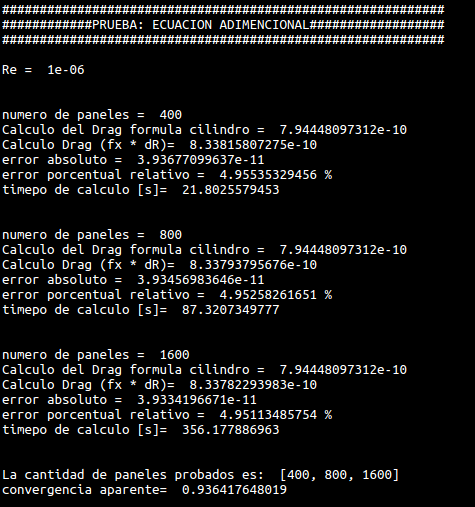 ###########################################################
############PRUEBA: ECUACION ADIMENCIONAL##################
###########################################################
Re =  1e-06
numero de paneles =  400
Calculo del Drag formula cilindro =  7.94448097312e-10
Calculo Drag (fx * dR)=  8.33815807275e-10
error absoluto =  3.93677099637e-11
error porcentual relativo =  4.95535329456 %
timepo de calculo [s]=  21.8025579453
numero de paneles =  800
Calculo del Drag formula cilindro =  7.94448097312e-10
Calculo Drag (fx * dR)=  8.33793795676e-10
error absoluto =  3.93456983646e-11
error porcentual relativo =  4.95258261651 %
timepo de calculo [s]=  87.3207349777
numero de paneles =  1600
Calculo del Drag formula cilindro =  7.94448097312e-10
Calculo Drag (fx * dR)=  8.33782293983e-10
error absoluto =  3.9334196671e-11
error porcentual relativo =  4.95113485754 %
timepo de calculo [s]=  356.177886963
La cantidad de paneles probados es:  [400, 800, 1600]
convergencia aparente=  0.936417648019